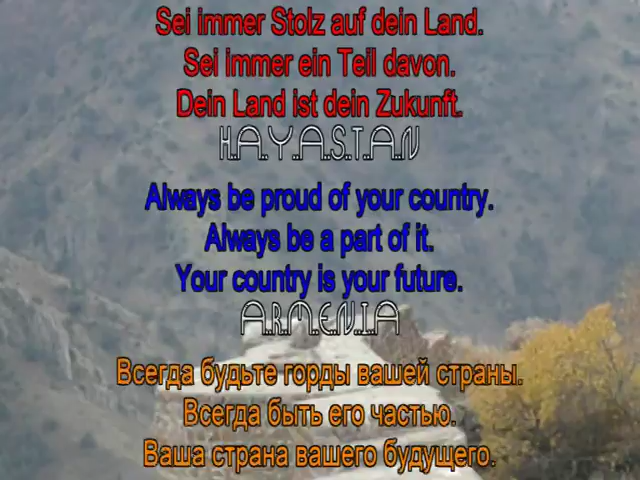 Sei immer Stolz auf dein Land.
Sei immer ein Teil davon.
Dein Land ist dein Zukunft.
H.A.Y.A.S.T.A.N
Always be proud of your country.
Always be a part of it.
Your country is your future.
A.R.M.E.N.I.A
Всегда будьте горды вашей страны.
Всегда быть его частью.
Ваша страна вашего будущего.